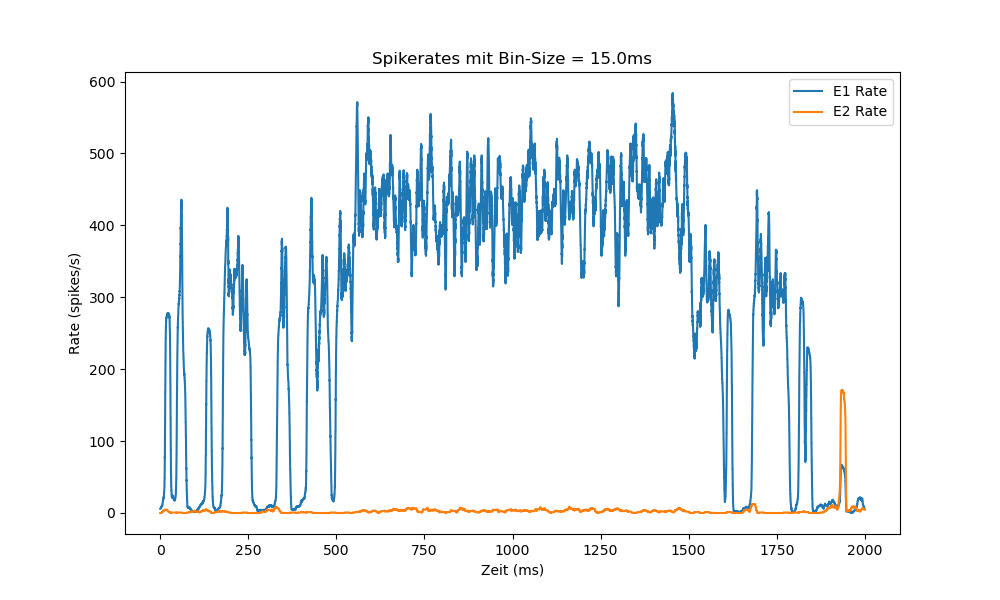 Spikerates mit Bin-Size = 15.0ms
E1 Rate
E2 Rate
Rate (spikes/s)
600
500
400
300
200
100
0
0 250 500 750 1000 1250 1500 1750 2000
Zeit (ms)